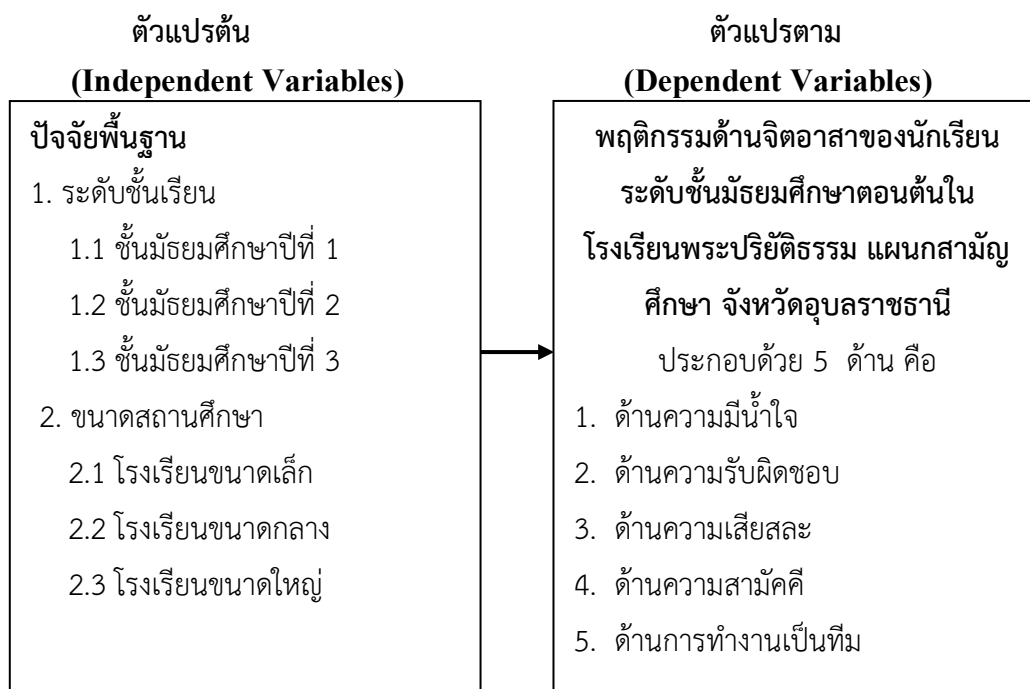 ตัวแปรต้น
(Independent Variables)
ปัจจัยพื้นฐาน
1. ระดับชั้นเรียน
1.1 ชั้นมัธยมศึกษาปีที่ 1
1.2 ชั้นมัธยมศึกษาปีที่ 2
1.3 ชั้นมัธยมศึกษาปีที่ 3
2. ขนาดสถานศึกษา
2.1 โรงเรียนขนาดเล็ก
2.2 โรงเรียนขนาดกลาง
2.3 โรงเรียนขนาดใหญ่
ตัวแปรตาม
(Dependent Variables)
พฤติกรรมด้านจิตอาสาของนักเรียน
ระดับชั้นมัธยมศึกษาตอนต้นใน
โรงเรียนพระปริยัติธรรม แผนกสามัญ
ศึกษา จังหวัดอุบลราชธานี
ประกอบด้วย 5 ด้าน คือ
1. ด้านความมีน้ำใจ
2. ด้านความรับผิดชอบ
3. ด้านความเสียสละ
4. ด้านความสามัคคี
5. ด้านการทำงานเป็นทีม